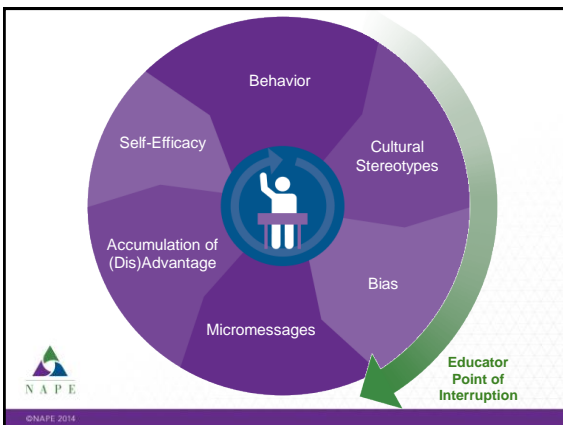 Behavior
Cultural
Stereotypes
Bias
Micromessages
Accumulation of
(Dis)Advantage
Self-Efficacy
Educator
Point of
Interruption
NAPE
©NAPE 2014